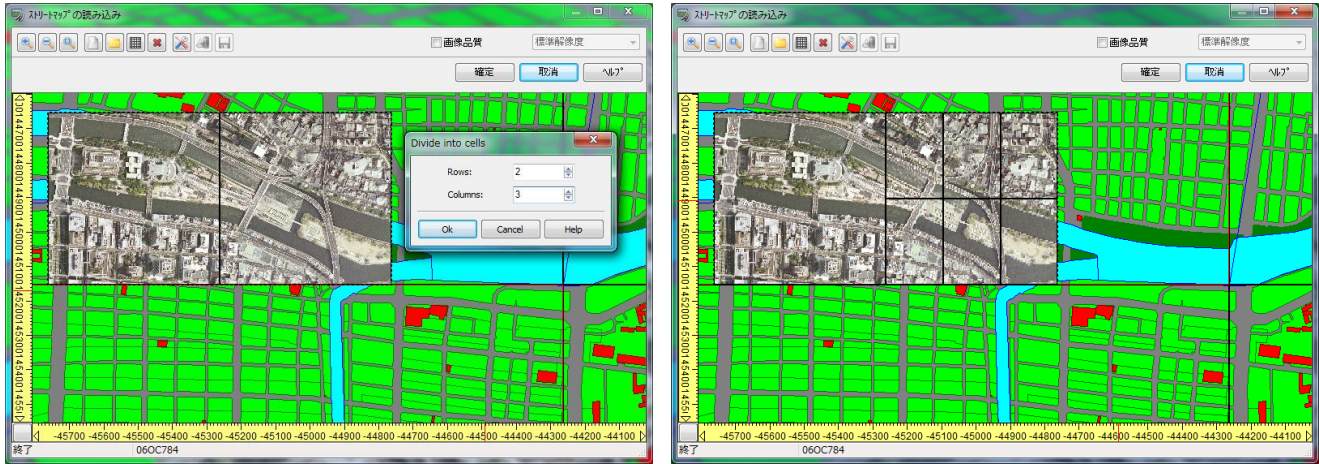 ストリートマップの読み込み
画像品質 標準解像度
確定 取消 ヘルプ
Divide into cells
Rows: 2
Columns: 3
Ok Cancel Help
-45700 -45600 -45500 -45400 -45300 -45200 -45100 -45000 -44900 -44800 -44700 -44600 -44500 -44400 -44300 -44200 -44100
終了 06OC784
ストリートマップの読み込み
画像品質 標準解像度
確定 取消 ヘルプ
-45700 -45600 -45500 -45400 -45300 -45200 -45100 -45000 -44900 -44800 -44700 -44600 -44500 -44400 -44300 -44200 -44100
終了 06OC784